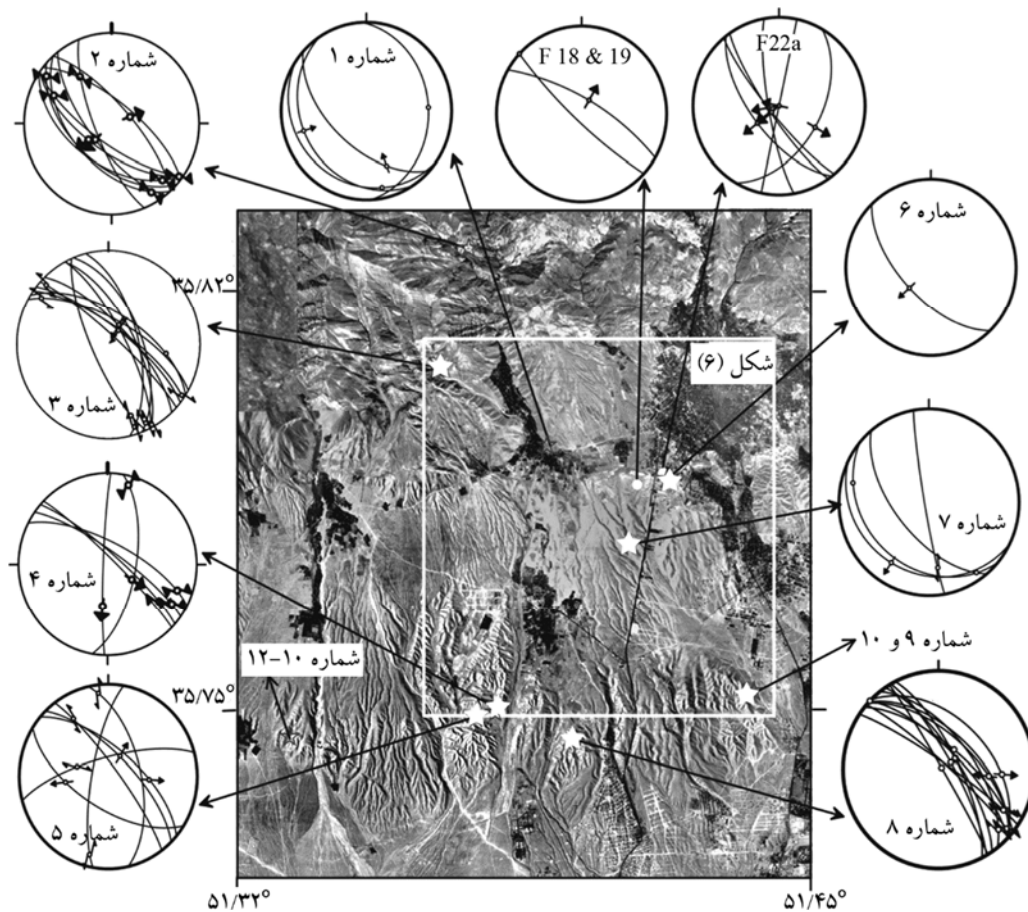 شماره ۲
شماره ۱
F 18 & 19
F22a
شماره ۶
۳۵/۸۲°
شکل (۶)
شماره ۳
شماره ۷
شماره ۴
شماره ۹ و ۱۰
شماره ۱۰-۱۲
۳۵/۷۵°
شماره ۵
شماره ۸
۵۱/۳۲°
۵۱/۴۵°